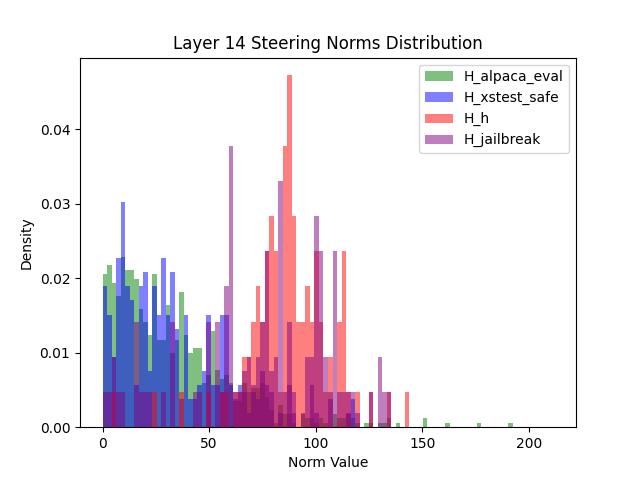 Layer 14 Steering Norms Distribution
H_alpaca_eval
H_xstest_safe
H_h
H_jailbreak
Density
0.04
0.03
0.02
0.01
0.00
0
50
100
150
200
Norm Value